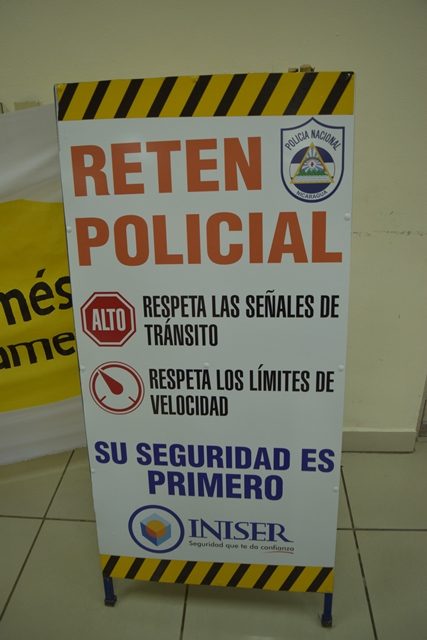 RETEN
POLICIA NACIONAL
NICARAGUA
POLICIAL
ALTO
RESPETA LAS SEÑALES DE
TRÁNSITO
RESPETA LOS LÍMITES DE
VELOCIDAD
SU SEGURIDAD ES
PRIMERO
INISER
Seguridad que te da confianza
més
ame